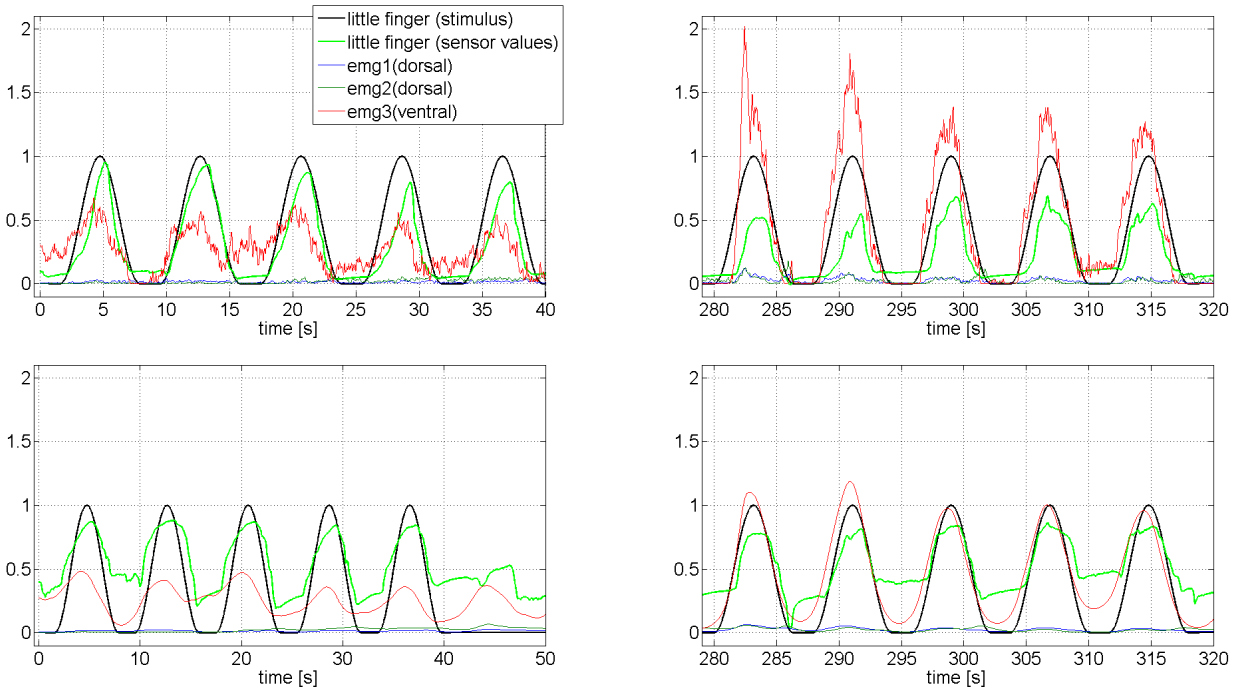 little finger (stimulus)
little finger (sensor values)
emg1(dorsal)
emg2(dorsal)
emg3(ventral)
2
1.5
1
0.5
0
0 5 10 15 20 25 30 35 40
time [s]
2
1.5
1
0.5
0
280 285 290 295 300 305 310 315 320
time [s]
2
1.5
1
0.5
0
0 10 20 30 40 50
time [s]
2
1.5
1
0.5
0
280 285 290 295 300 305 310 315 320
time [s]